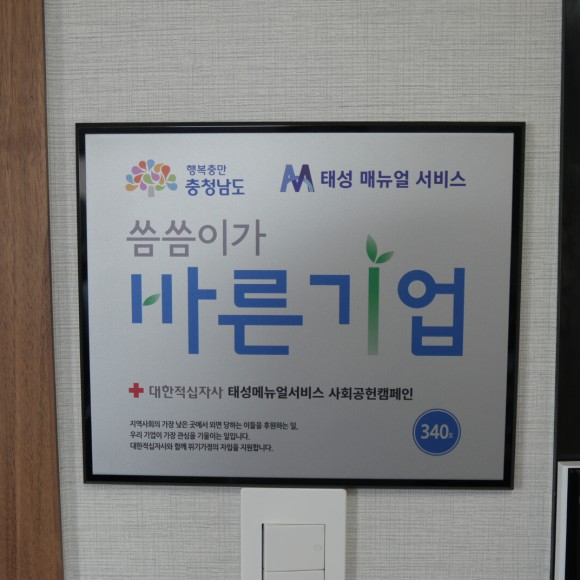 행복충만
충청남도
태성 매뉴얼 서비스
씀씀이가
바른기업
대한적십자사 태성메뉴얼서비스 사회공헌캠페인
지역사회의 가장 낮은 곳에서 외면 당하는 이들을 후원하는 일,
우리 기업이 가장 관심을 기울이는 일입니다.
대한적십자사와 함께 위기가정의 자립을 지원합니다.
340호